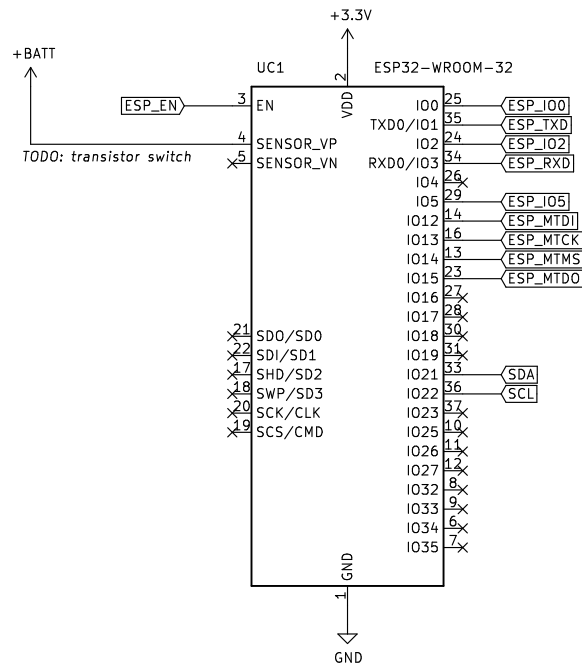 +3.3V
+BATT
UC1
ESP32-WROOM-32
2
VDD
ESP_EN 3 EN
IO0 25 ESP_IO0
TXD0/IO1 35 ESP_TXD
4 SENSOR_VP
IO2 24 ESP_IO2
TODO: transistor switch
5 SENSOR_VN
RXD0/IO3 34 ESP_RXD
IO4 26
IO5 29 ESP_IO5
IO12 14 ESP_MTDI
IO13 16 ESP_MTCK
IO14 13 ESP_MTMS
IO15 23 ESP_MTDO
IO16 27
IO17 28
21 SDO/SD0
IO18 30
22 SDI/SD1
IO19 31
17 SHD/SD2
IO21 33 SDA
18 SWP/SD3
IO22 36 SCL
20 SCK/CLK
IO23 37
19 SCS/CMD
IO25 10
IO26 11
IO27 12
IO32 8
IO33 9
IO34 6
IO35 7
GND
1
GND